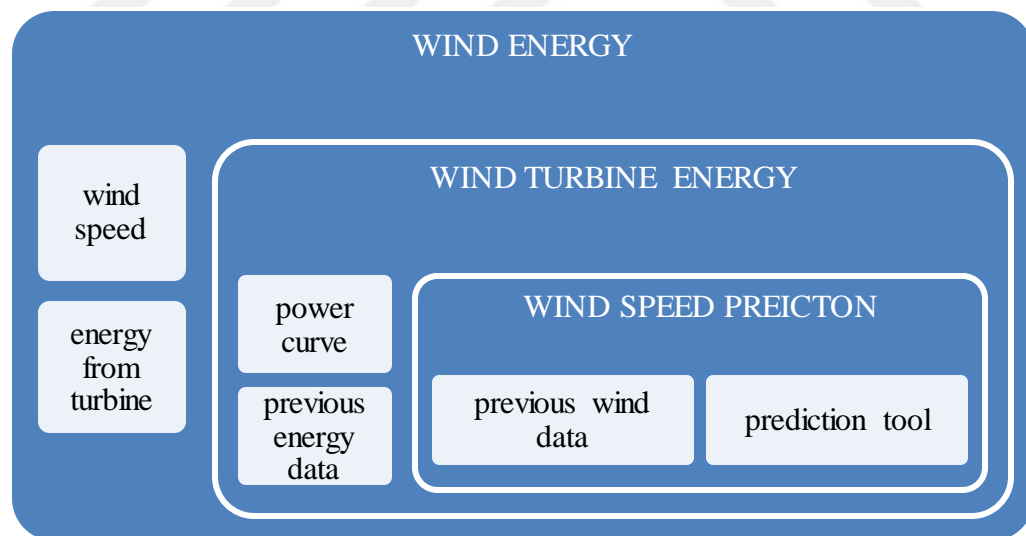 WIND ENERGY
wind
speed
energy
from
turbine
WIND TURBINE ENERGY
power
curve
previous
energy
data
WIND SPEED PREICTON
previous wind
data
prediction tool